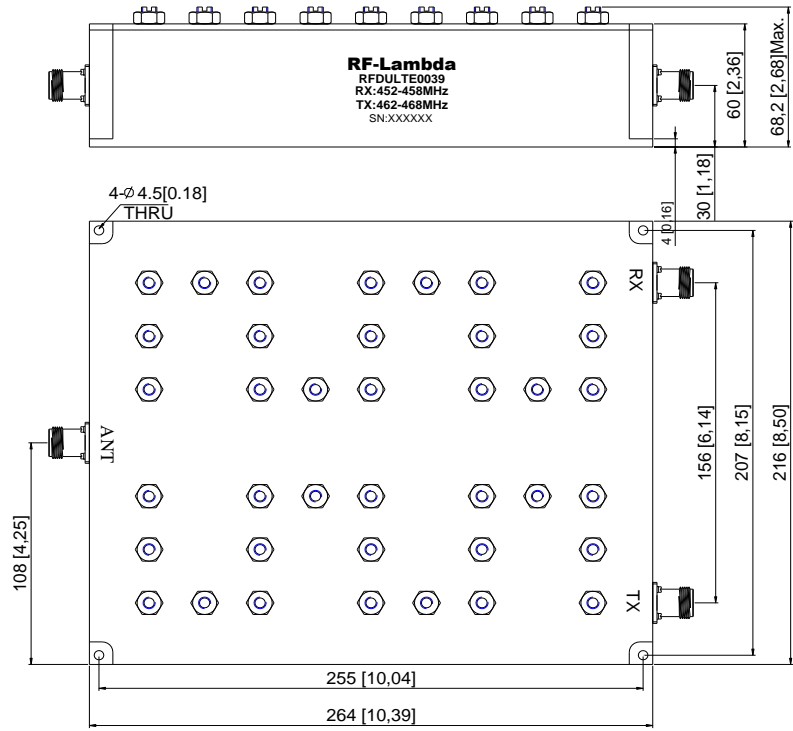 RF-Lambda
RFDULTE0039
RX:452-458MHz
TX:462-468MHz
SN:XXXXXX
60 [2,36]
68,2 [2,68]Max.
30 [1,18]
4 [0,16]
4-⌀4.5[0.18]
THRU
RX
ANT
TX
108 [4,25]
156 [6,14]
207 [8,15]
216 [8,50]
255 [10,04]
264 [10,39]